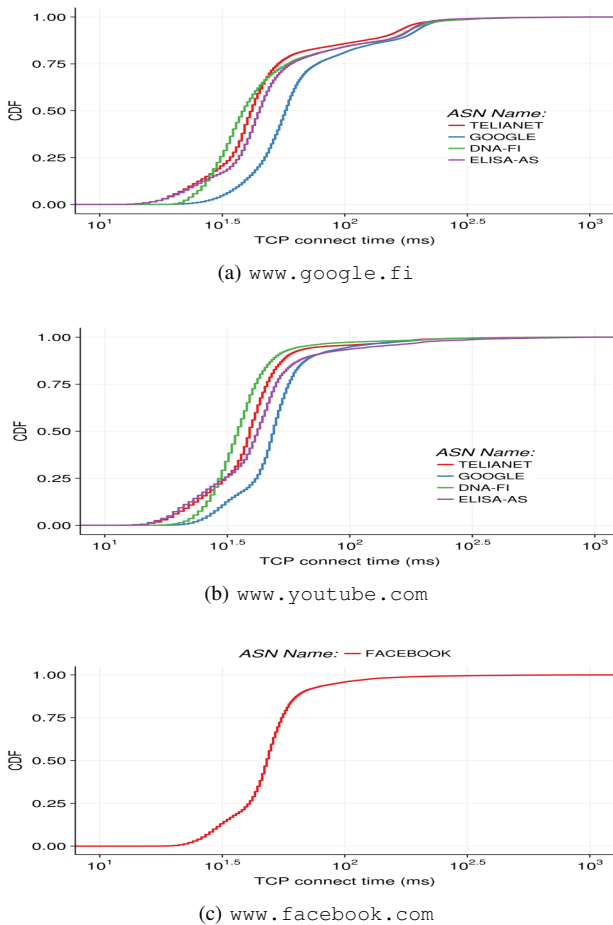 1.00
0.75
0.50
0.25
0.00
CDF
ASN Name:
TELIANET
GOOGLE
DNA-FI
ELISA-AS
10^1 10^1.5 10^2 10^2.5 10^3
TCP connect time (ms)
(a) www.google.fi
1.00
0.75
0.50
0.25
0.00
CDF
ASN Name:
TELIANET
GOOGLE
DNA-FI
ELISA-AS
10^1 10^1.5 10^2 10^2.5 10^3
TCP connect time (ms)
(b) www.youtube.com
ASN Name: FACEBOOK
1.00
0.75
0.50
0.25
0.00
CDF
10^1 10^1.5 10^2 10^2.5 10^3
TCP connect time (ms)
(c) www.facebook.com